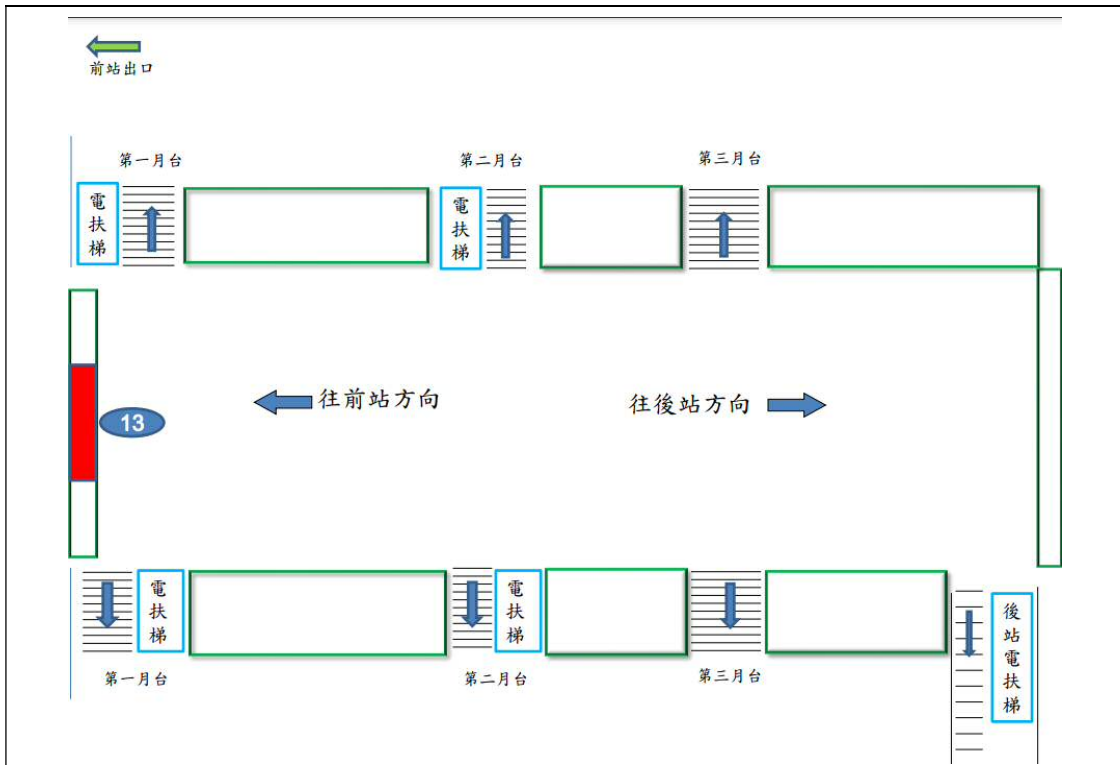 前站出口
第一月台
第二月台
第三月台
電扶梯
電扶梯
往前站方向
往後站方向
13
電扶梯
電扶梯
後站電扶梯
第一月台
第二月台
第三月台